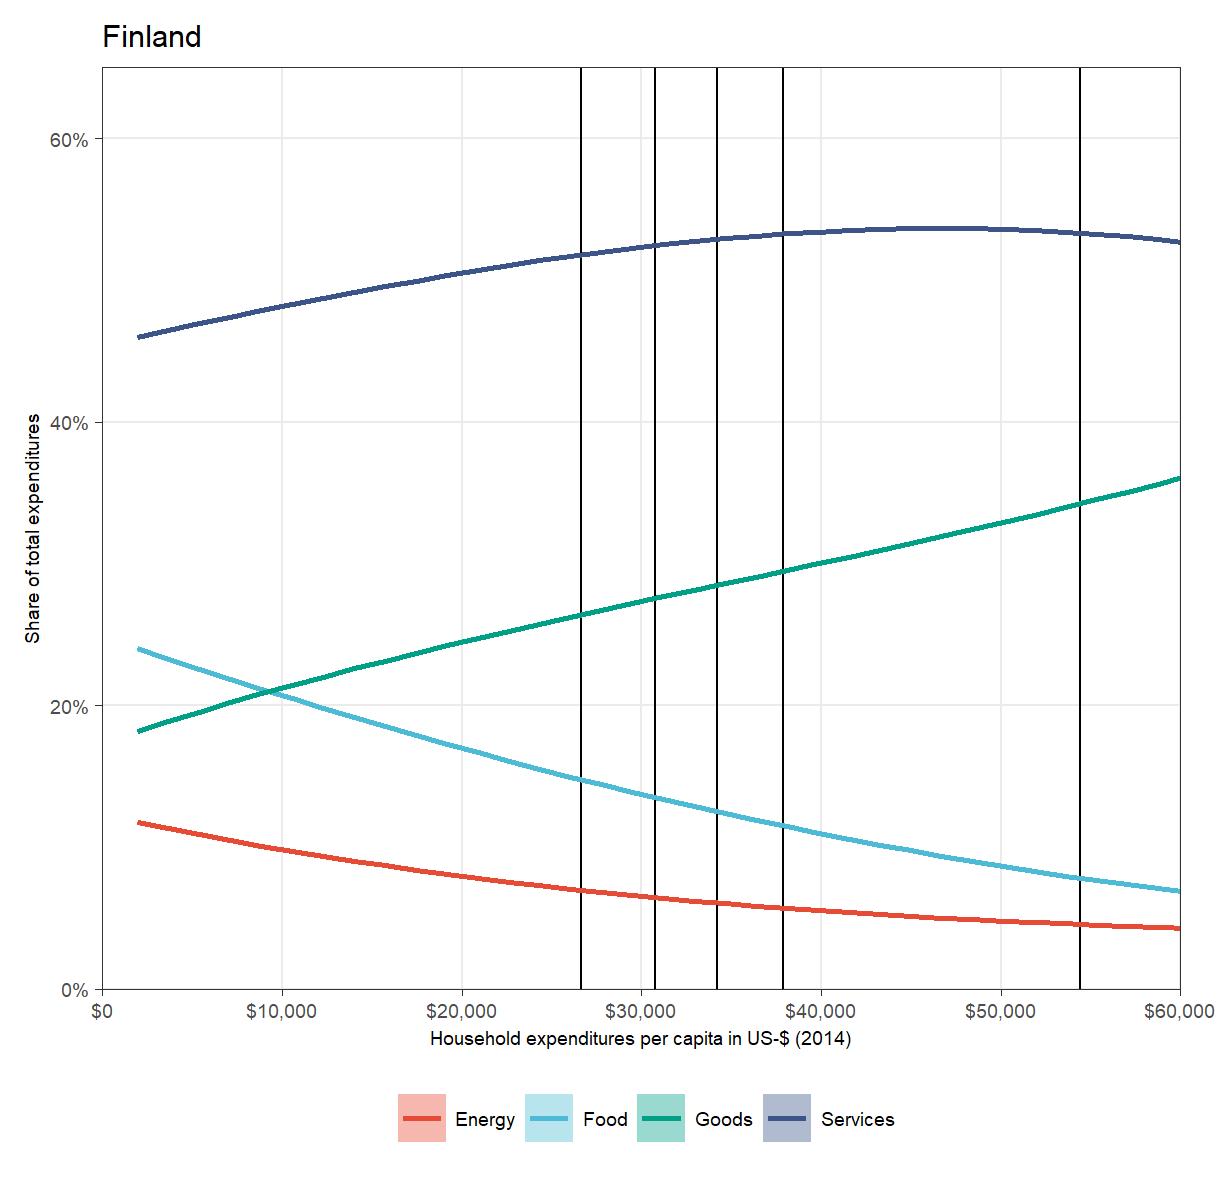 Finland
60%
40%
20%
0%
Share of total expenditures
$0 $10,000 $20,000 $30,000 $40,000 $50,000 $60,000
Household expenditures per capita in US-$ (2014)
Energy Food Goods Services